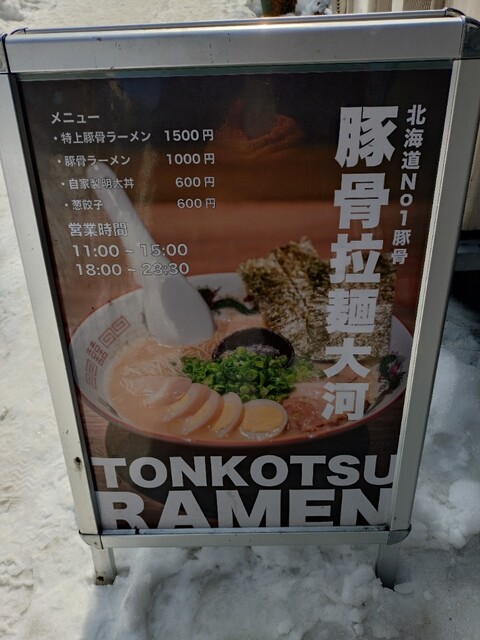 メニュー
・特上豚骨ラーメン 1500円
・豚骨ラーメン 1000円
・自家製明太丼 600円
・葱餃子 600円
営業時間
11:00 ~ 15:00
18:00 ~ 23:30
北海道No1豚骨
豚骨拉麺大河
TONKOTSU
RAMEN